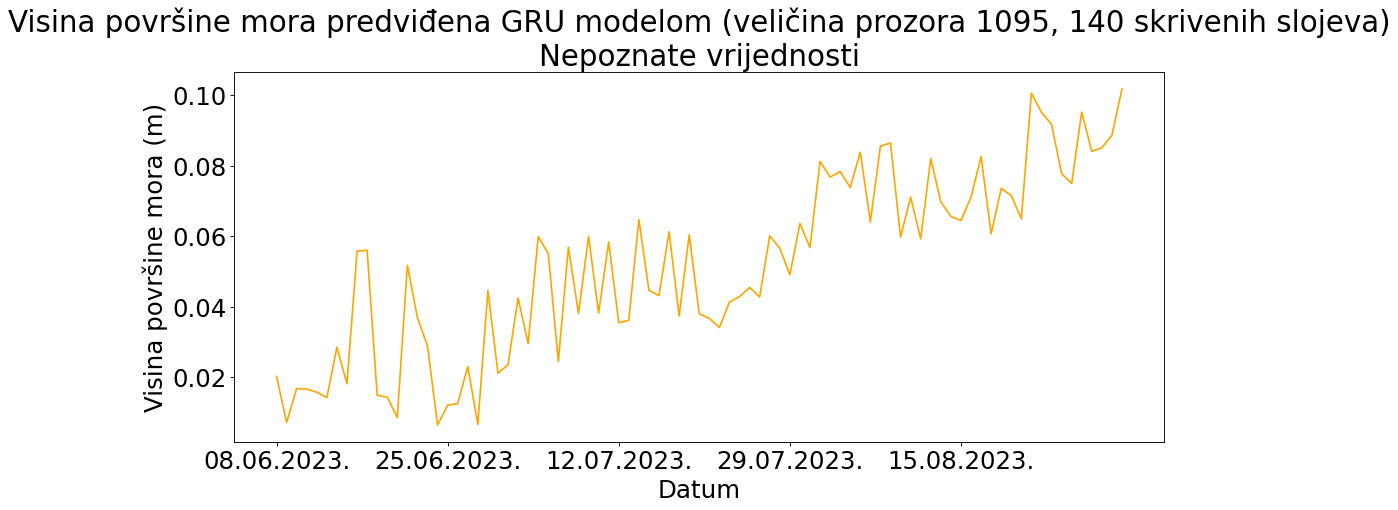 Visina površine mora predviđena GRU modelom (veličina prozora 1095, 140 skrivenih slojeva)
Nepoznate vrijednosti
Visina površine mora (m)
0.10
0.08
0.06
0.04
0.02
08.06.2023. 25.06.2023. 12.07.2023. 29.07.2023. 15.08.2023.
Datum